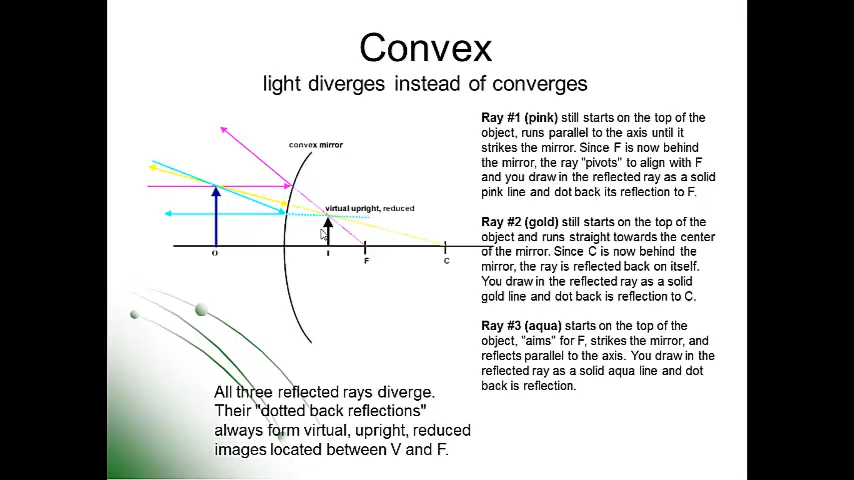 Convex
light diverges instead of converges
convex mirror
virtual upright, reduced
O
I
F
C
Ray #1 (pink) still starts on the top of the
object, runs parallel to the axis until it
strikes the mirror. Since F is now behind
the mirror, the ray "pivots" to align with F
and you draw in the reflected ray as a solid
pink line and dot back its reflection to F.
Ray #2 (gold) still starts on the top of the
object and runs straight towards the center
of the mirror. Since C is now behind the
mirror, the ray is reflected back on itself.
You draw in the reflected ray as a solid
gold line and dot back is reflection to C.
Ray #3 (aqua) starts on the top of the
object, "aims" for F, strikes the mirror, and
reflects parallel to the axis. You draw in the
reflected ray as a solid aqua line and dot
back is reflection.
All three reflected rays diverge.
Their "dotted back reflections"
always form virtual, upright, reduced
images located between V and F.